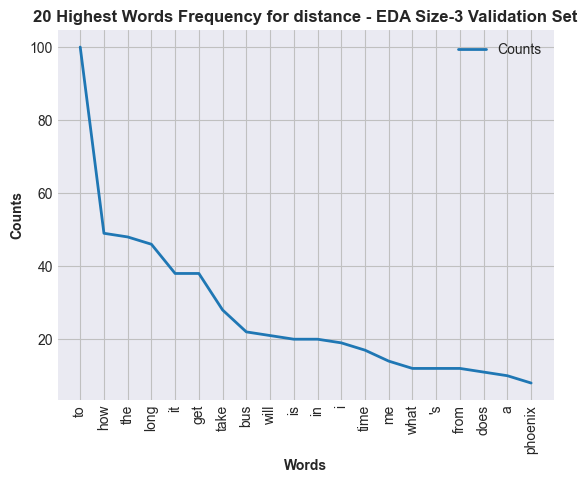 20 Highest Words Frequency for distance - EDA Size-3 Validation Set
Counts
100
80
60
40
20
Counts
to
how
the
long
it
get
take
bus
will
is
in
i
time
me
what
's
from
does
a
phoenix
Words